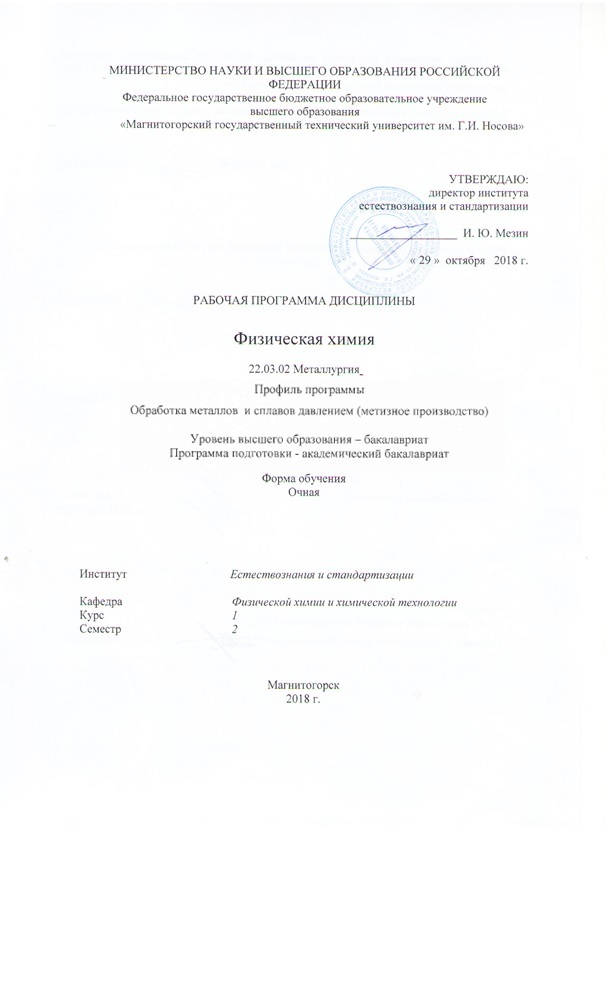 МИНИСТЕРСТВО НАУКИ И ВЫСШЕГО ОБРАЗОВАНИЯ РОССИЙСКОЙ
ФЕДЕРАЦИИ
Федеральное государственное бюджетное образовательное учреждение
высшего образования
«Магнитогорский государственный технический университет им. Г.И. Носова»
УТВЕРЖДАЮ:
директор института
естествознания и стандартизации
И. Ю. Мезин
« 29 » октября 2018 г.
РАБОЧАЯ ПРОГРАММА ДИСЦИПЛИНЫ
Физическая химия
22.03.02 Металлургия
Профиль программы
Обработка металлов и сплавов давлением (метизное производство)
Уровень высшего образования – бакалавриат
Программа подготовки - академический бакалавриат
Форма обучения
Очная
Институт Естествознания и стандартизации
Кафедра Физической химии и химической технологии
Курс 1
Семестр 2
Магнитогорск
2018 г.